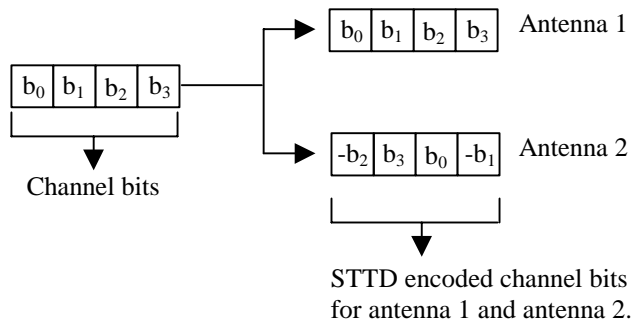 b₀ b₁ b₂ b₃ Antenna 1
b₀ b₁ b₂ b₃
-b₂ b₃ b₀ -b₁ Antenna 2
Channel bits
STTD encoded channel bits
for antenna 1 and antenna 2.